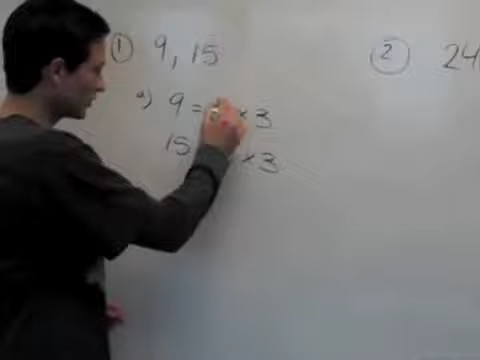 ① 9, 15
a) 9 = × 3
15 × 3
② 24